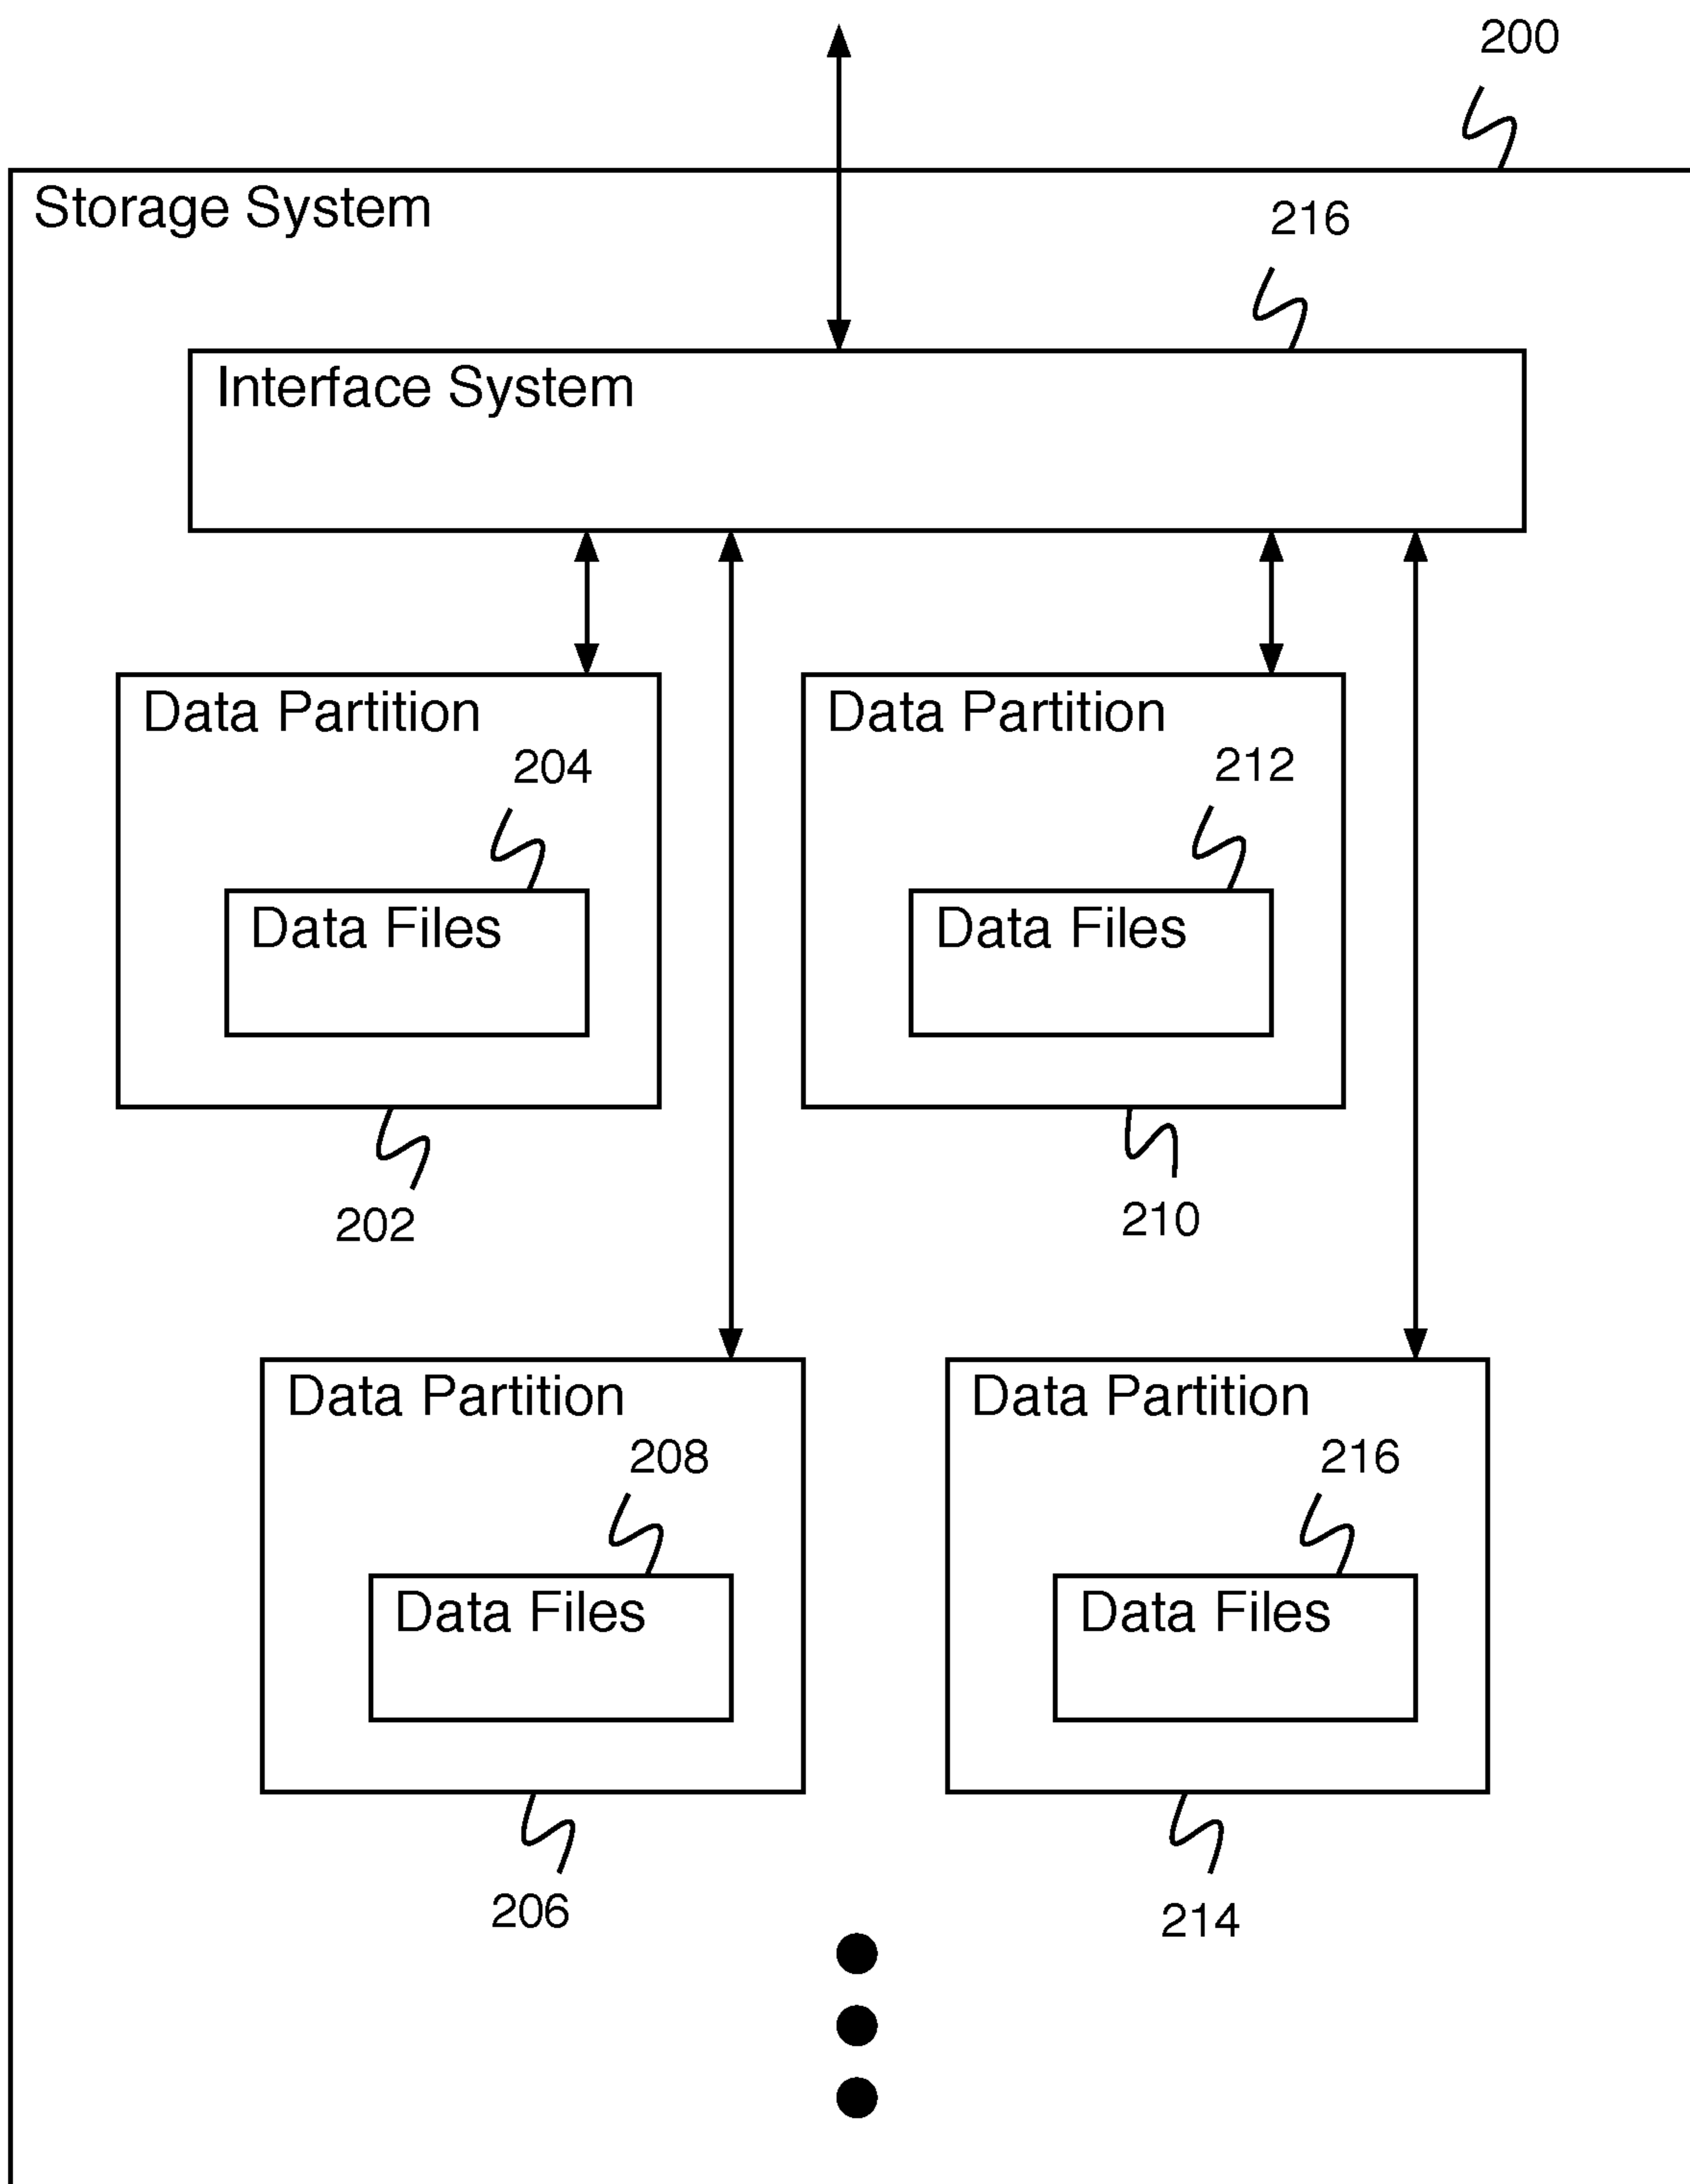 200
Storage System
216
Interface System
Data Partition
204
Data Files
202
Data Partition
212
Data Files
210
Data Partition
208
Data Files
206
Data Partition
216
Data Files
214